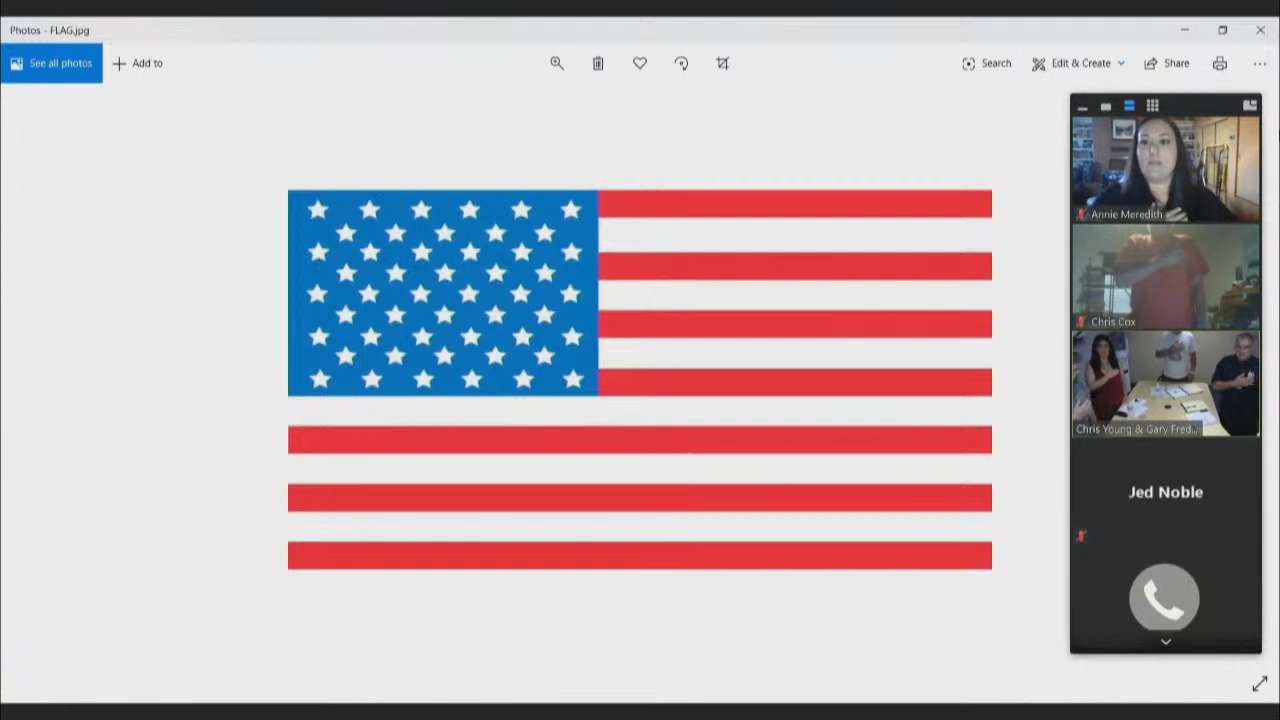 Photos - FLAG.jpg
See all photos
Add to
Search
Edit & Create
Share
Annie Meredith
Chris Cox
Chris Young & Gary Fred...
Jed Noble